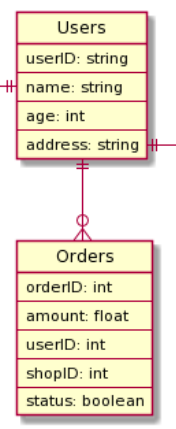 Users
userID: string
name: string
age: int
address: string
Orders
orderID: int
amount: float
userID: int
shopID: int
status: boolean